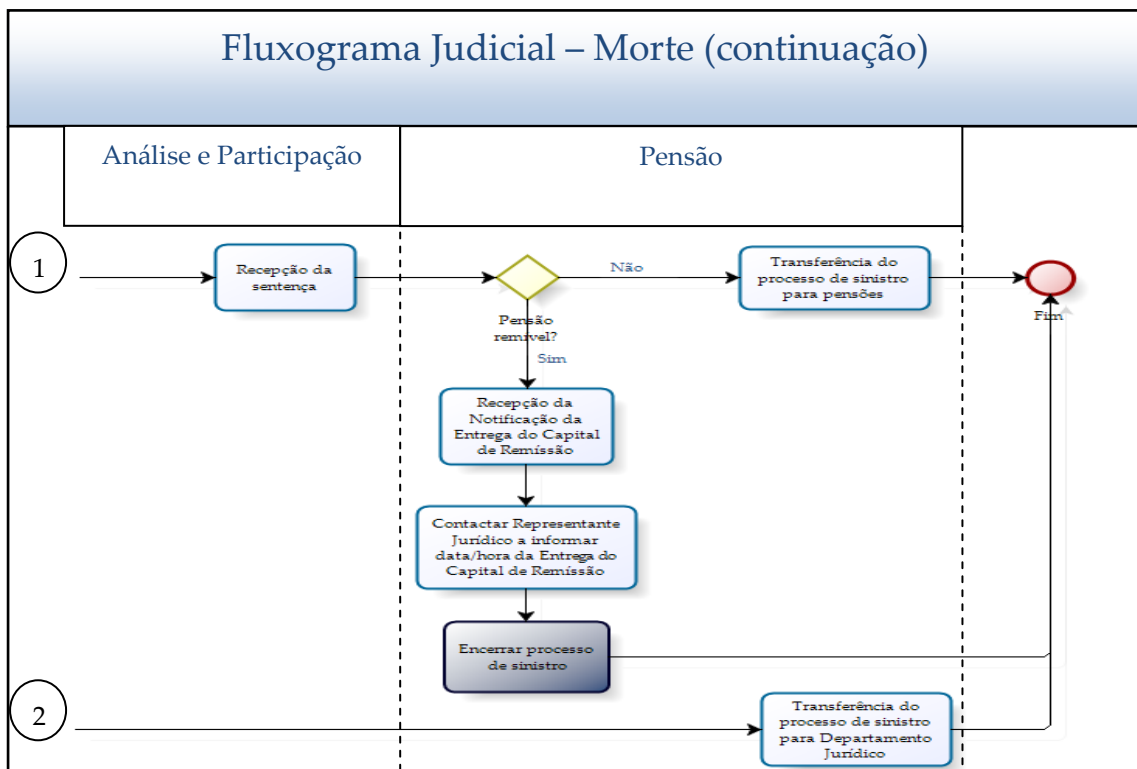 Fluxograma Judicial – Morte (continuação)
Análise e Participação
Pensão
1
Recepção da
sentença
Pensão
remível?
Não
Transferência do
processo de sinistro
para pensões
Fim
Sim
Recepção da
Notificação da
Entrega do Capital
de Remissão
Contactar Representante
Jurídico a informar
data/hora da Entrega do
Capital de Remissão
Encerrar processo
de sinistro
2
Transferência do
processo de sinistro
para Departamento
Jurídico